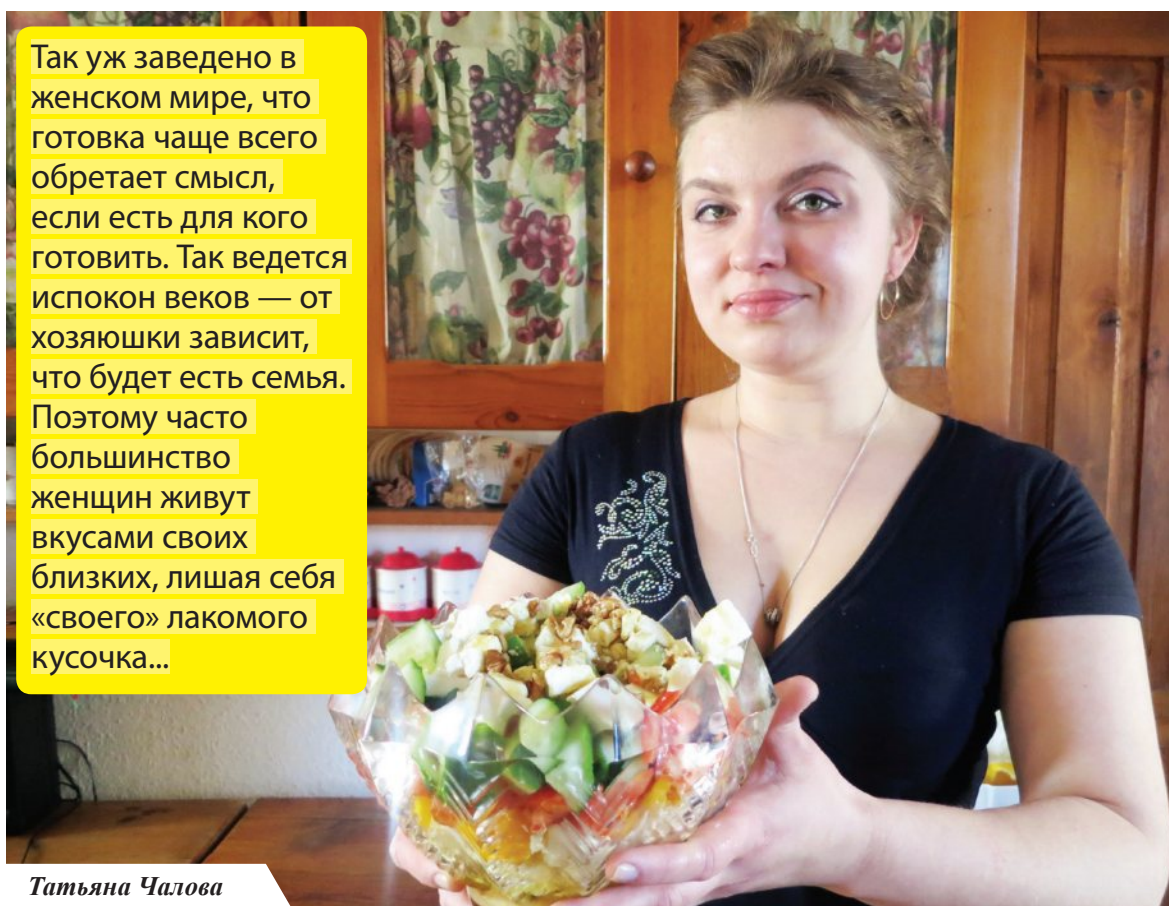 Так уж заведено в
женском мире, что
готовка чаще всего
обретает смысл,
если есть для кого
готовить. Так ведется
испокон веков — от
хозяюшки зависит,
что будет есть семья.
Поэтому часто
большинство
женщин живут
вкусами своих
близких, лишая себя
«своего» лакомого
кусочка...
Татьяна Чалова